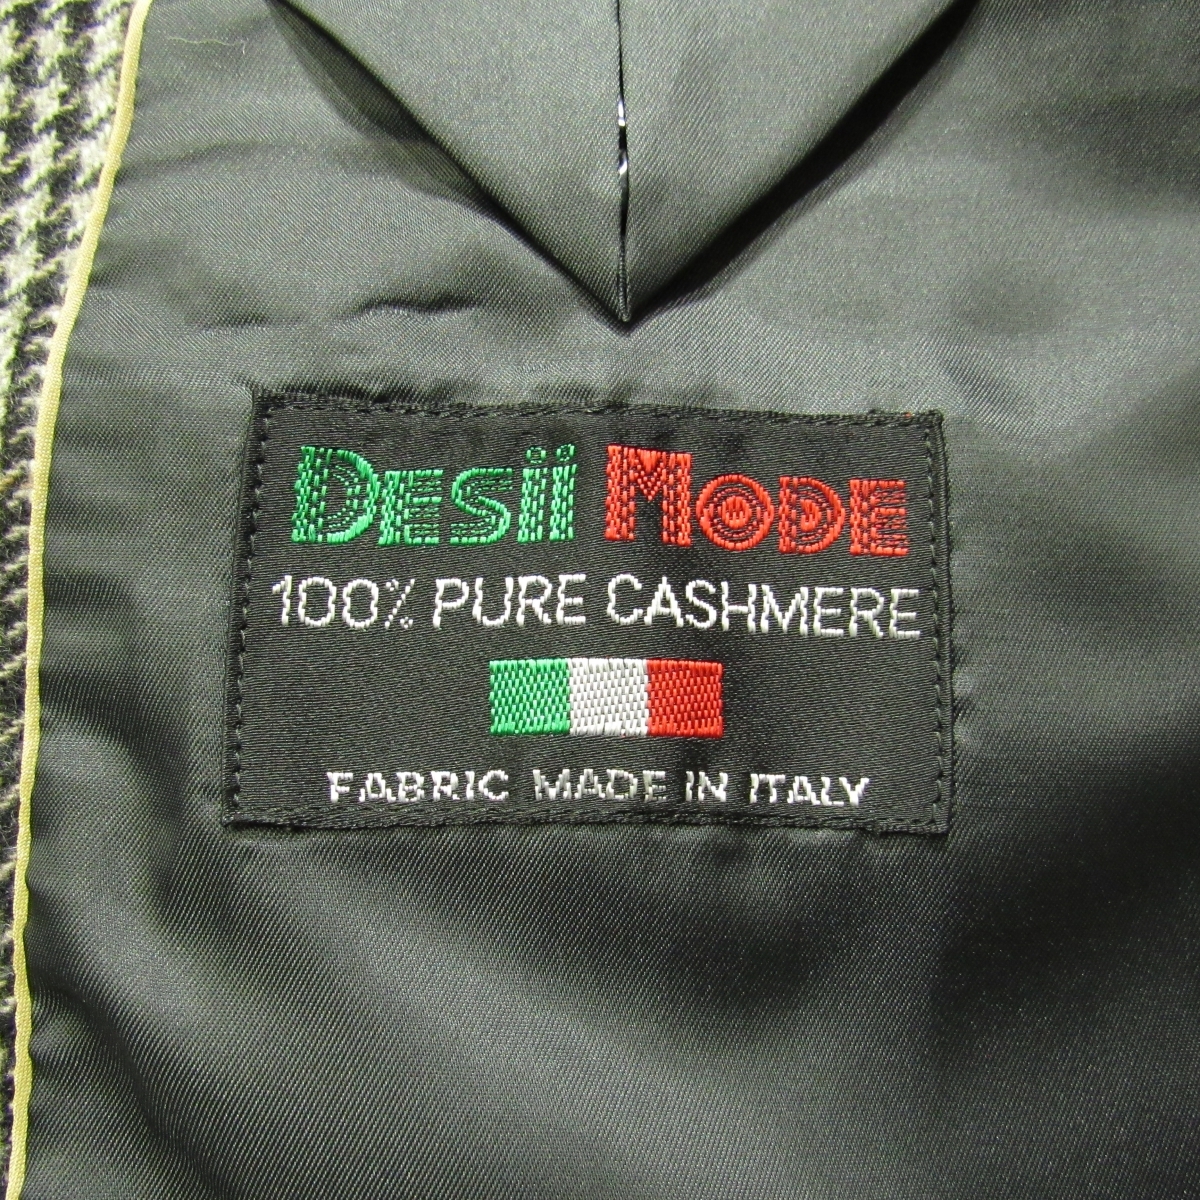 Desii Mode
100% PURE CASHMERE
FABRIC MADE IN ITALY